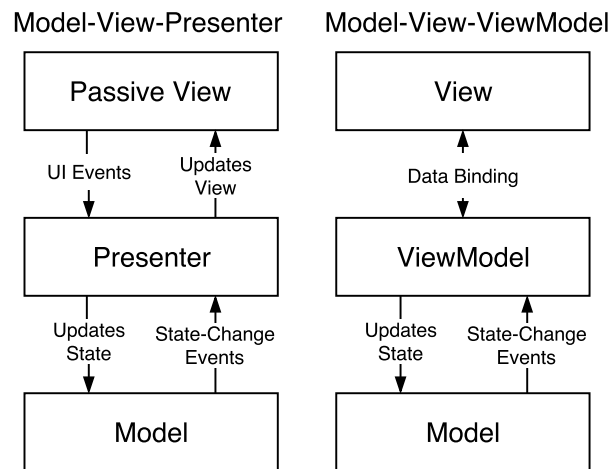 Model-View-Presenter
Passive View
UI Events
Updates
View
Presenter
Updates
State
State-Change
Events
Model
Model-View-ViewModel
View
Data Binding
ViewModel
Updates
State
State-Change
Events
Model